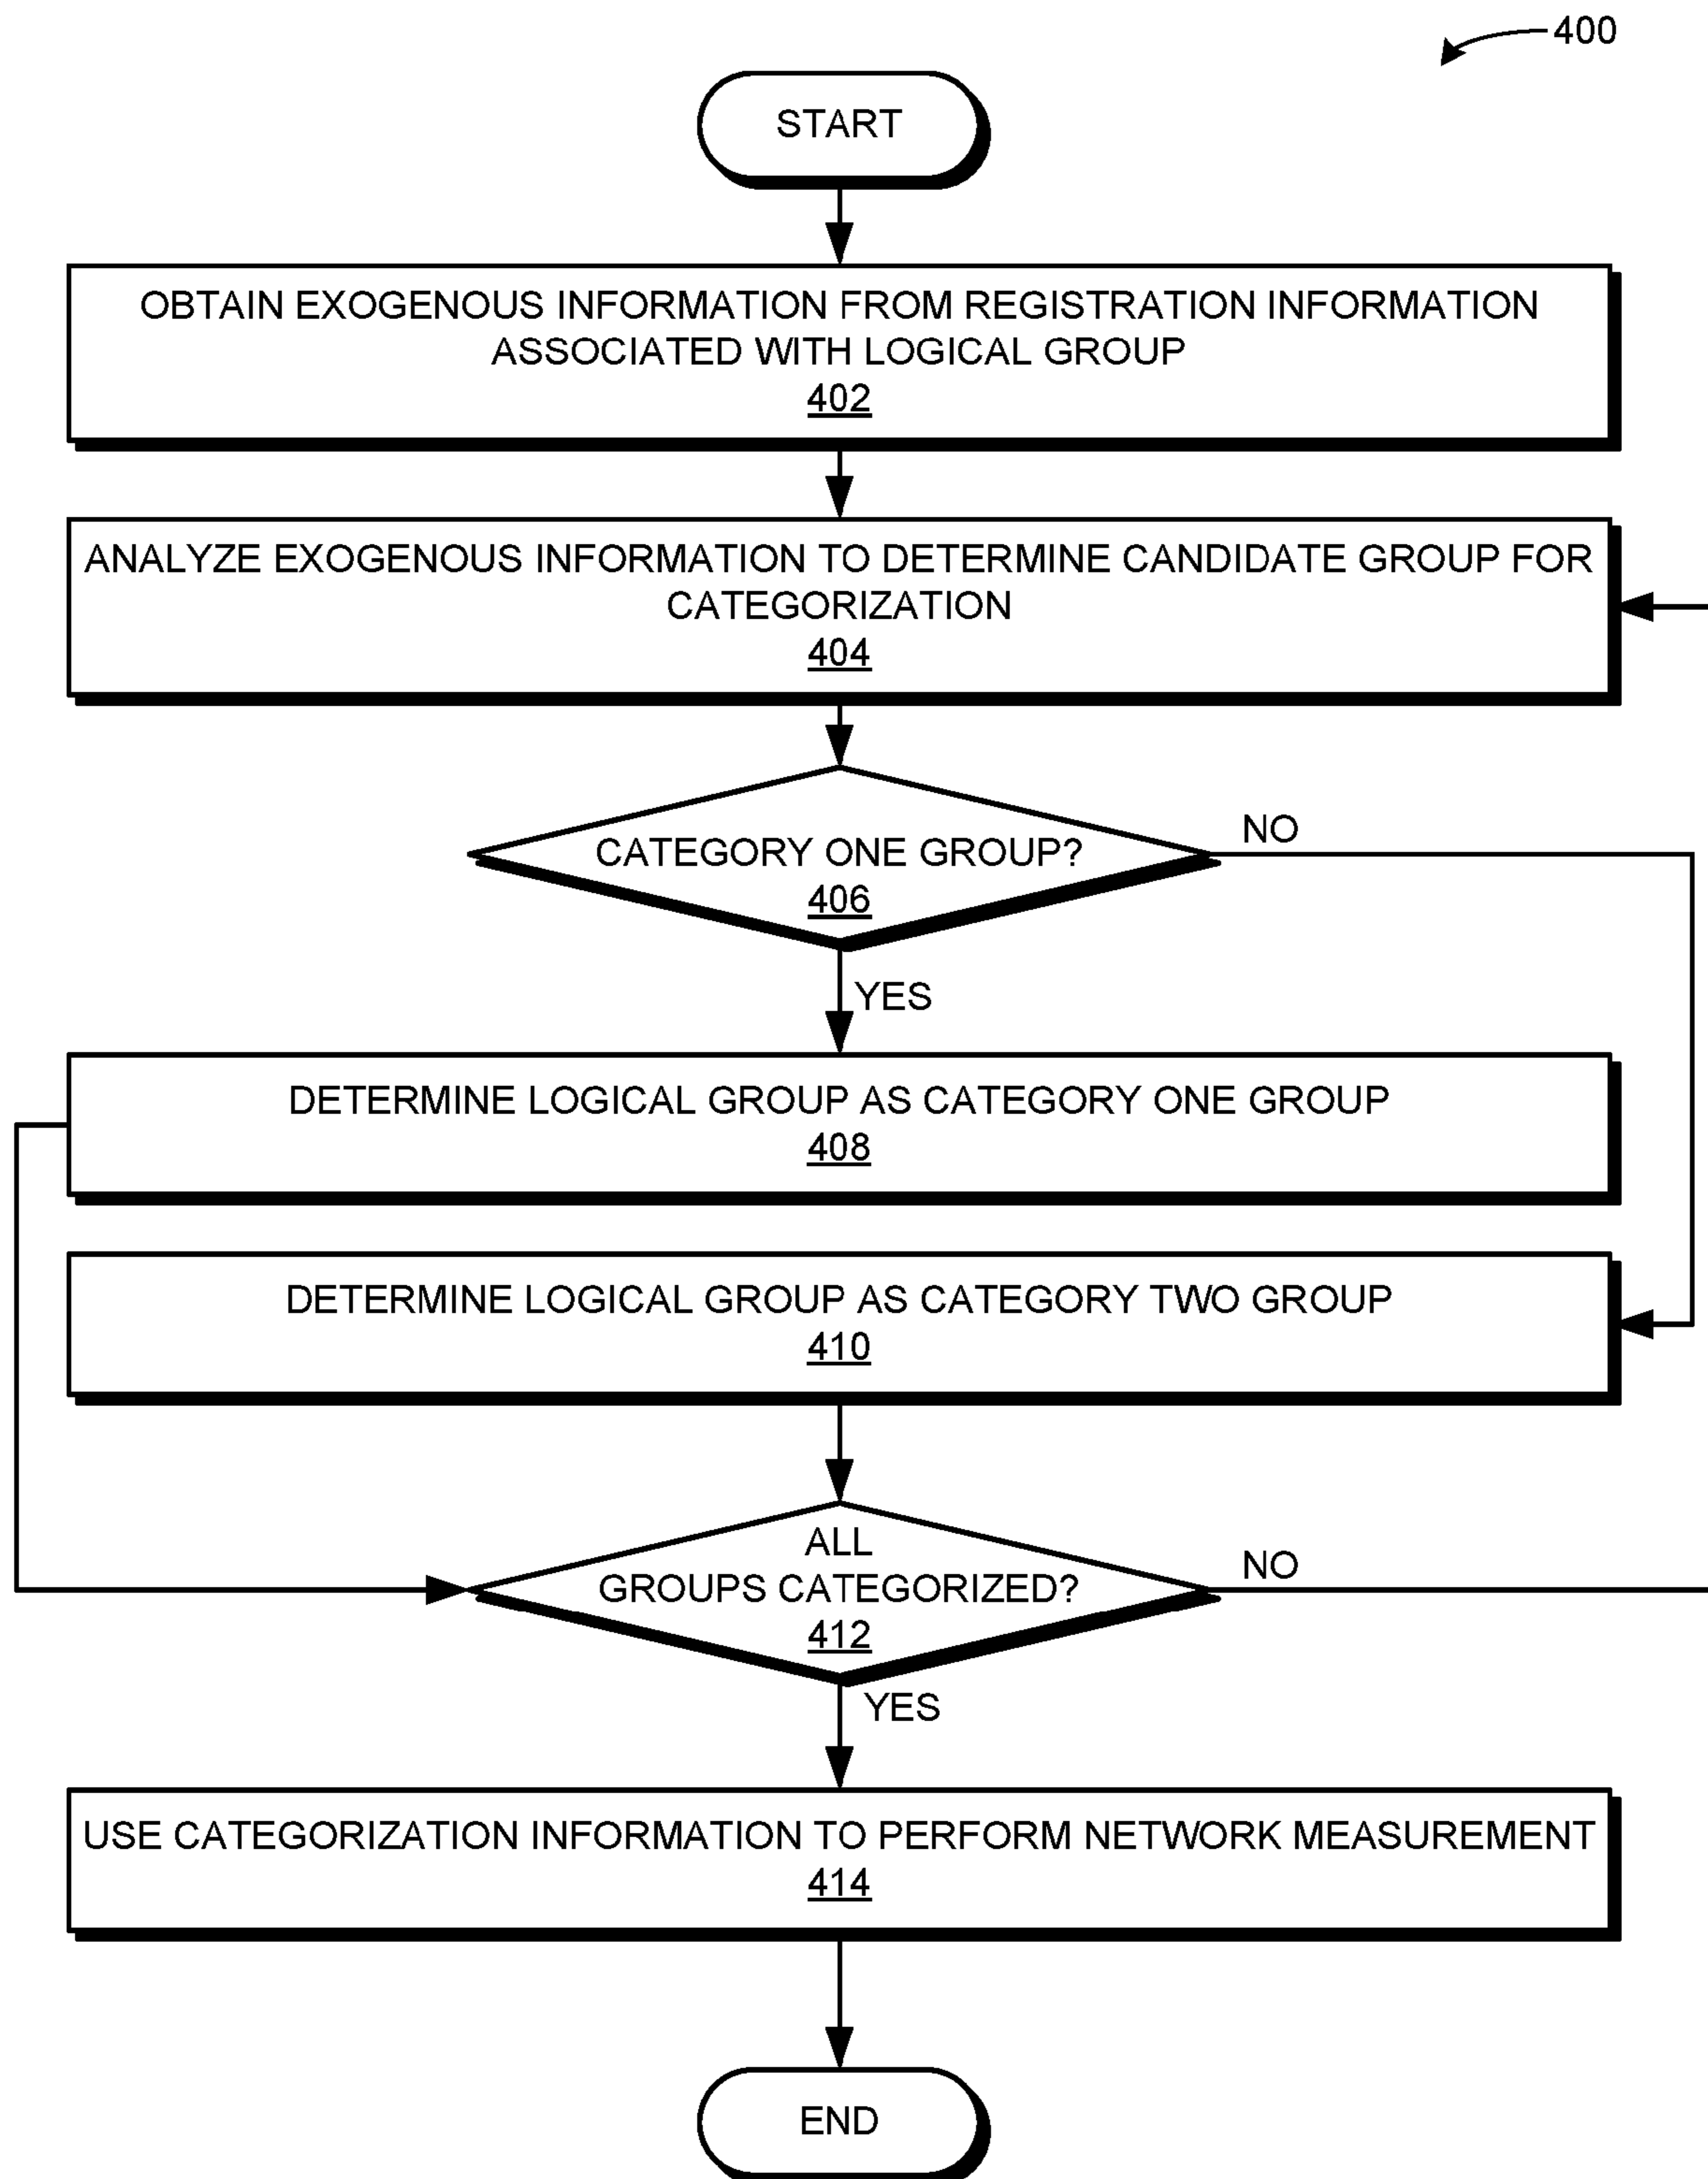 400
START
OBTAIN EXOGENOUS INFORMATION FROM REGISTRATION INFORMATION
ASSOCIATED WITH LOGICAL GROUP
402
ANALYZE EXOGENOUS INFORMATION TO DETERMINE CANDIDATE GROUP FOR
CATEGORIZATION
404
CATEGORY ONE GROUP?
406
NO
YES
DETERMINE LOGICAL GROUP AS CATEGORY ONE GROUP
408
DETERMINE LOGICAL GROUP AS CATEGORY TWO GROUP
410
ALL
GROUPS CATEGORIZED?
412
NO
YES
USE CATEGORIZATION INFORMATION TO PERFORM NETWORK MEASUREMENT
414
END